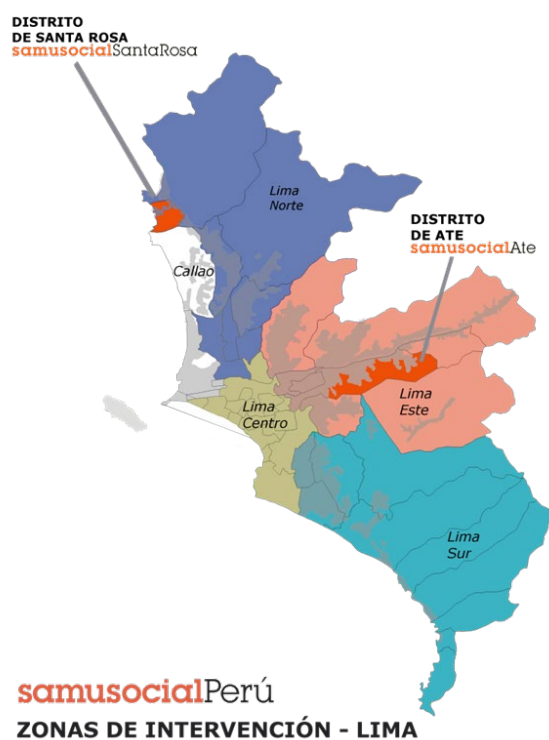 DISTRITO
DE SANTA ROSA
samusocialSantaRosa
Lima
Norte
DISTRITO
DE ATE
samusocialAte
Callao
Lima
Este
Lima
Centro
Lima
Sur
samusocialPerú
ZONAS DE INTERVENCIÓN - LIMA